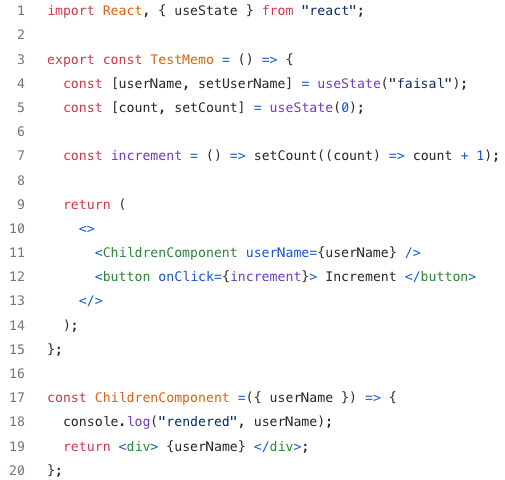 1 import React, { useState } from "react";
2
3 export const TestMemo = () => {
4   const [userName, setUserName] = useState("faisal");
5   const [count, setCount] = useState(0);
6
7   const increment = () => setCount((count) => count + 1);
8
9   return (
10     <>
11       <ChildrenComponent userName={userName} />
12       <button onClick={increment}> Increment </button>
13     </>
14   );
15 };
16
17 const ChildrenComponent =({ userName }) => {
18   console.log("rendered", userName);
19   return <div> {userName} </div>;
20 };